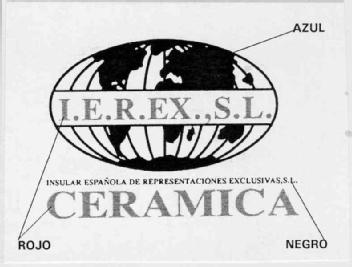 AZUL
I.E.R.EX.,S.L.
INSULAR ESPAÑOLA DE REPRESENTACIONES EXCLUSIVAS,S.L.
CERAMICA
ROJO
NEGRO